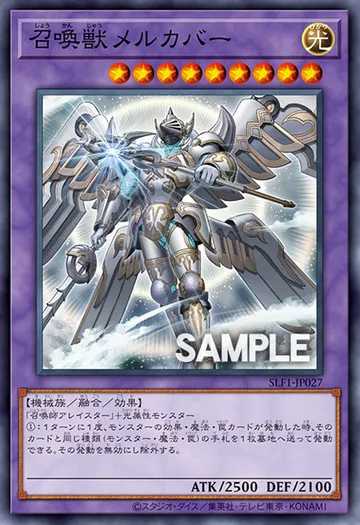 召喚獣メルカバー
光
SAMPLE
SLF1-JP027
【機械族／融合／効果】
「召喚師アレイスター」＋光属性モンスター
①：1ターンに1度、モンスターの効果・魔法・罠カードが発動した時、その
カードと同じ種類（モンスター・魔法・罠）の手札を1枚墓地へ送って発動
できる。その発動を無効にし除外する。
ATK/2500 DEF/2100
©スタジオ・ダイス／集英社・テレビ東京・KONAMI